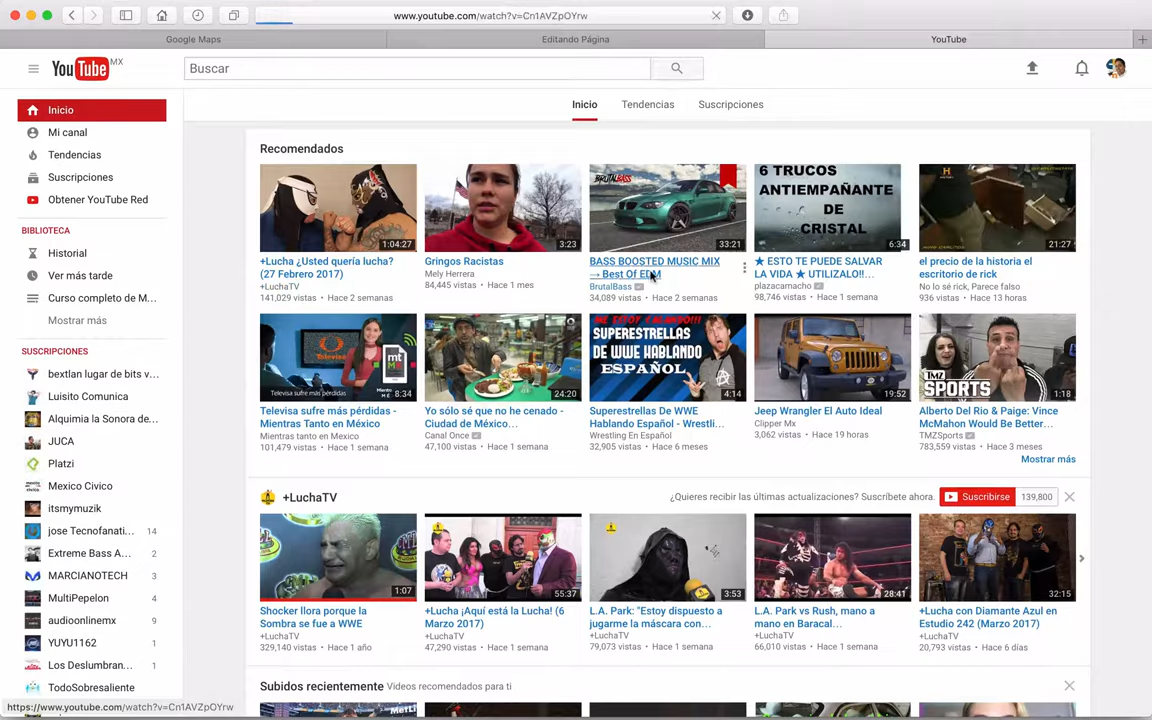 www.youtube.com/watch?v=Cn1AVZpOYrw
Google Maps
Editando Página
YouTube
YouTube MX
Buscar
Inicio
Tendencias
Suscripciones
Inicio
Mi canal
Tendencias
Suscripciones
Obtener YouTube Red
BIBLIOTECA
Historial
Ver más tarde
Curso completo de M...
Mostrar más
SUSCRIPCIONES
bextlan lugar de bits v...
Luisito Comunica
Alquimia la Sonora de...
JUCA
Platzi
Mexico Civico
itsmymuzik
jose Tecnofanati... 14
Extreme Bass A... 2
MARCIANOTECH 3
MultiPepelon 4
audioonlinemx 9
YUYU1162 1
Los Deslumbran... 1
TodoSobresaliente
Recomendados
1:04:27
+Lucha ¿Usted quería lucha?
(27 Febrero 2017)
+LuchaTV
141,029 vistas • Hace 2 semanas
3:23
Gringos Racistas
Mely Herrera
84,445 vistas • Hace 1 mes
BRUTALBASS
33:21
BASS BOOSTED MUSIC MIX
→ Best Of EDM
BrutalBass
34,089 vistas • Hace 2 semanas
6 TRUCOS
ANTIEMPAÑANTE
DE
CRISTAL
6:34
★ ESTO TE PUEDE SALVAR
LA VIDA ★ UTILIZALO!!...
plazacamacho
98,746 vistas • Hace 1 semana
H
21:27
el precio de la historia el
escritorio de rick
No lo sé rick, Parece falso
936 vistas • Hace 13 horas
Televisa
mt
Televisa sufre más pérdidas
8:34
Televisa sufre más pérdidas -
Mientras Tanto en México
Mientras tanto en Mexico
101,479 vistas • Hace 1 semana
24:20
Yo sólo sé que no he cenado -
Ciudad de México...
Canal Once
47,100 vistas • Hace 1 semana
ME ESTOY GRABANDO!!!
SUPERESTRELLAS
DE WWE
HABLANDO
ESPAÑOL
4:14
Superestrellas De WWE
Hablando Español - Wrestli...
Wrestling En Español
32,905 vistas • Hace 6 meses
19:52
Jeep Wrangler El Auto Ideal
Clipper Mx
3,062 vistas • Hace 19 horas
TMZ
SPORTS
1:18
Alberto Del Rio & Paige: Vince
McMahon Would Be Better...
TMZSports
783,559 vistas • Hace 3 meses
Mostrar más
+LuchaTV
¿Quieres recibir las últimas actualizaciones? Suscríbete ahora.
Suscribirse 139,800
1:07
Shocker llora porque la
Sombra se fue a WWE
+LuchaTV
329,140 vistas • Hace 1 año
55:37
+Lucha ¡Aquí está la Lucha! (6
Marzo 2017)
+LuchaTV
47,290 vistas • Hace 1 semana
3:53
L.A. Park: "Estoy dispuesto a
jugarme la máscara con...
+LuchaTV
79,073 vistas • Hace 1 semana
28:41
L.A. Park vs Rush, mano a
mano en Baracal...
+LuchaTV
66,010 vistas • Hace 1 semana
32:15
+Lucha con Diamante Azul en
Estudio 242 (Marzo 2017)
+LuchaTV
20,793 vistas • Hace 6 días
Subidos recientemente Videos recomendados para ti
MetLi
https://www.youtube.com/watch?v=Cn1AVZpOYrw